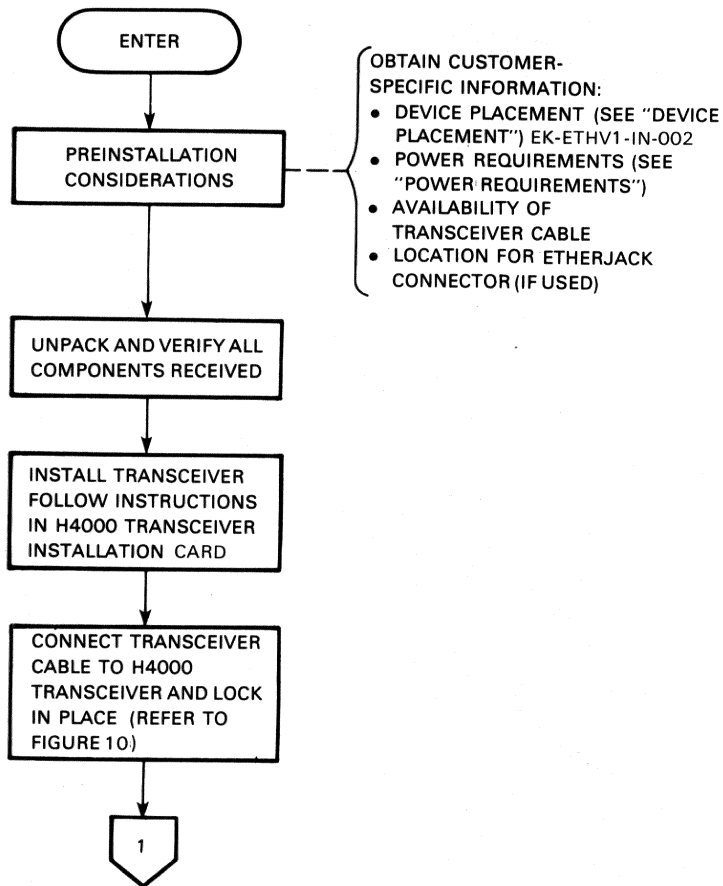 ENTER
PREINSTALLATION
CONSIDERATIONS
OBTAIN CUSTOMER-
SPECIFIC INFORMATION:
• DEVICE PLACEMENT (SEE "DEVICE
PLACEMENT") EK-ETHV1-IN-002
• POWER REQUIREMENTS (SEE
"POWER REQUIREMENTS")
• AVAILABILITY OF
TRANSCEIVER CABLE
• LOCATION FOR ETHERJACK
CONNECTOR (IF USED)
UNPACK AND VERIFY ALL
COMPONENTS RECEIVED
INSTALL TRANSCEIVER
FOLLOW INSTRUCTIONS
IN H4000 TRANSCEIVER
INSTALLATION CARD
CONNECT TRANSCEIVER
CABLE TO H4000
TRANSCEIVER AND LOCK
IN PLACE (REFER TO
FIGURE 10)
1